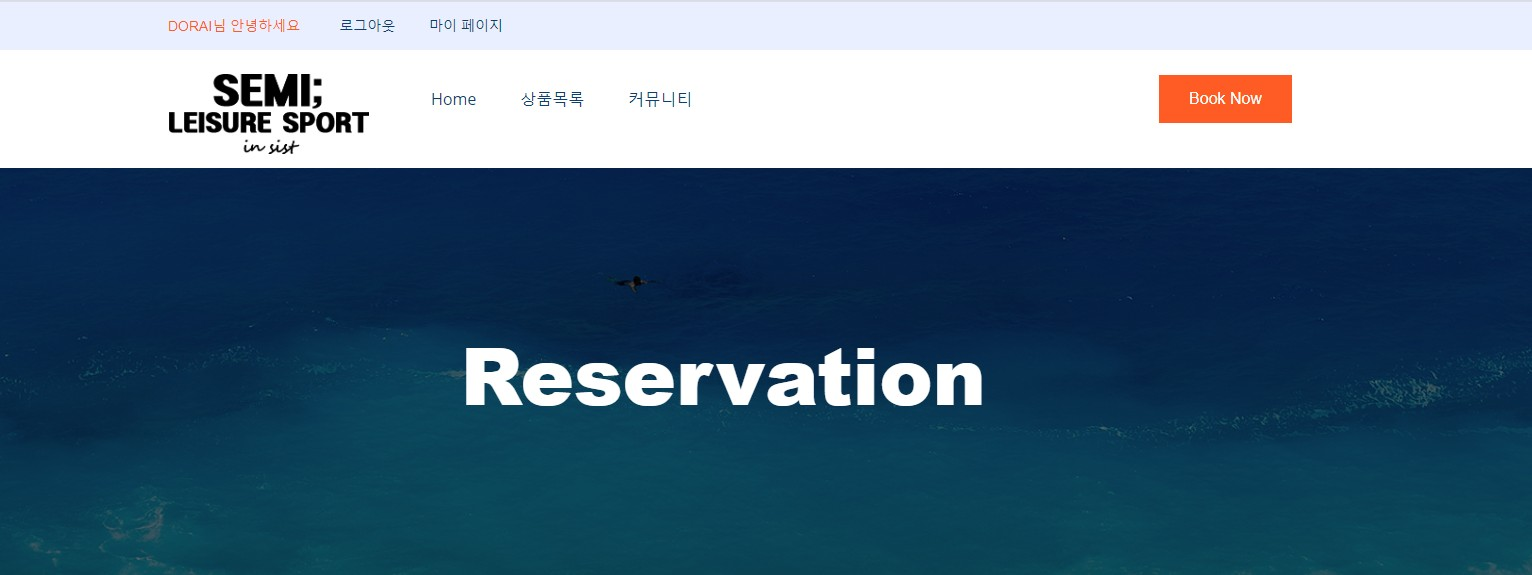 DORAI님 안녕하세요 로그아웃 마이 페이지
SEMI;
LEISURE SPORT
in sist
Home 상품목록 커뮤니티 Book Now
Reservation